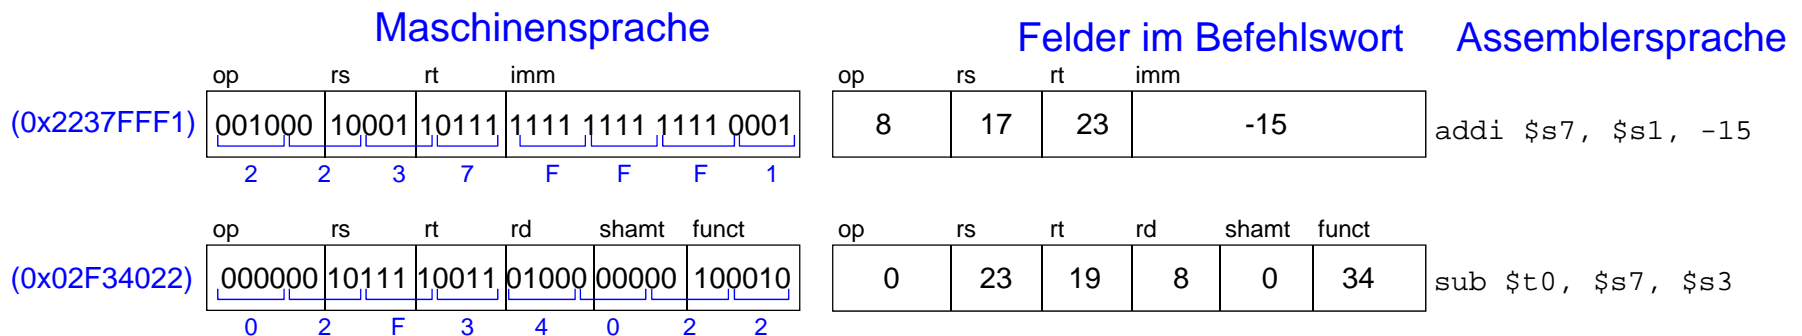 Maschinensprache Felder im Befehlswort Assemblersprache
op rs rt imm op rs rt imm
(0x2237FFF1) 001000 10001 10111 1111 1111 1111 0001 8 17 23 -15 addi $s7, $s1, -15
2 2 3 7 F F F 1
op rs rt rd shamt funct op rs rt rd shamt funct
(0x02F34022) 000000 10111 10011 01000 00000 100010 0 23 19 8 0 34 sub $t0, $s7, $s3
0 2 F 3 4 0 2 2